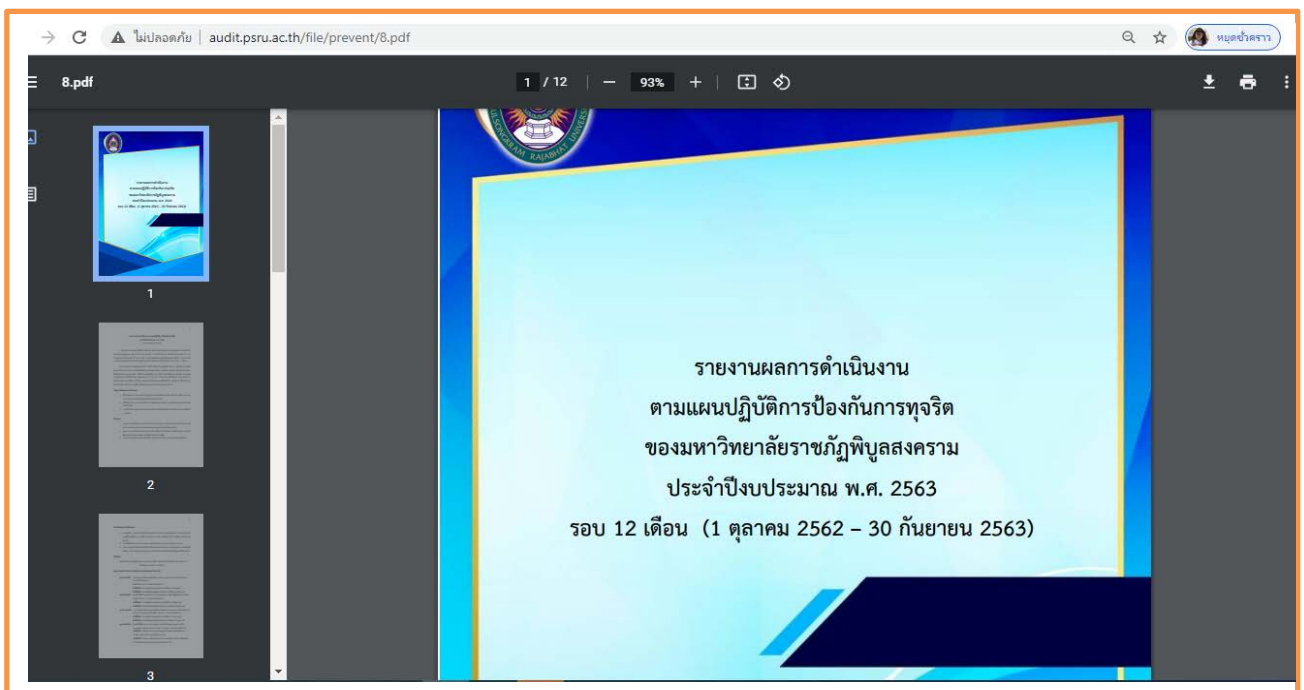 ไม่ปลอดภัย | audit.psru.ac.th/file/prevent/8.pdf
หยุดชั่วคราว
8.pdf
1 / 12
93%
RAJABHAT
รายงานผลการดำเนินงาน
ตามแผนปฏิบัติการป้องกันการทุจริต
ของมหาวิทยาลัยราชภัฏพิบูลสงคราม
ประจำปีงบประมาณ พ.ศ. 2563
รอบ 12 เดือน (1 ตุลาคม 2562 – 30 กันยายน 2563)
1
2
3